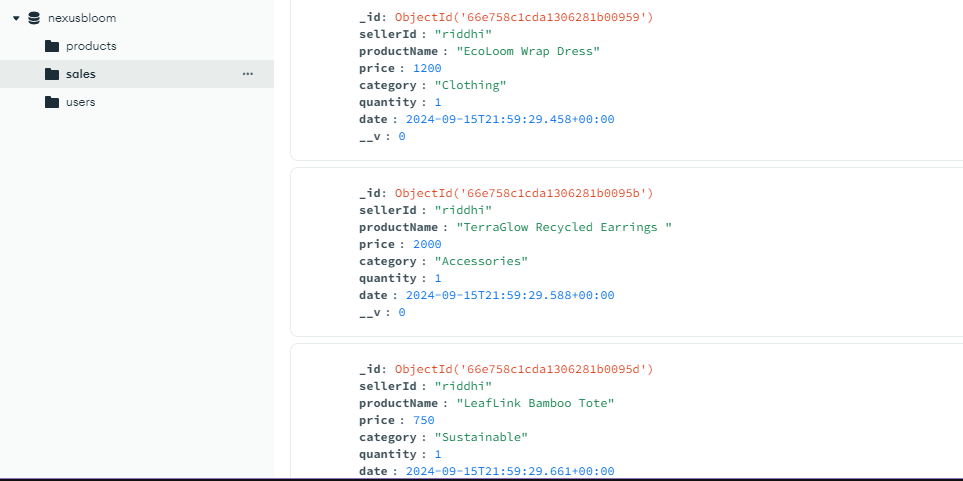 nexusbloom
products
sales
users
_id: ObjectId('66e758c1cda1306281b00959')
sellerId : "riddhi"
productName : "EcoLoom Wrap Dress"
price : 1200
category : "Clothing"
quantity : 1
date : 2024-09-15T21:59:29.458+00:00
__v : 0
_id: ObjectId('66e758c1cda1306281b0095b')
sellerId : "riddhi"
productName : "TerraGlow Recycled Earrings "
price : 2000
category : "Accessories"
quantity : 1
date : 2024-09-15T21:59:29.588+00:00
__v : 0
_id: ObjectId('66e758c1cda1306281b0095d')
sellerId : "riddhi"
productName : "LeafLink Bamboo Tote"
price : 750
category : "Sustainable"
quantity : 1
date : 2024-09-15T21:59:29.661+00:00